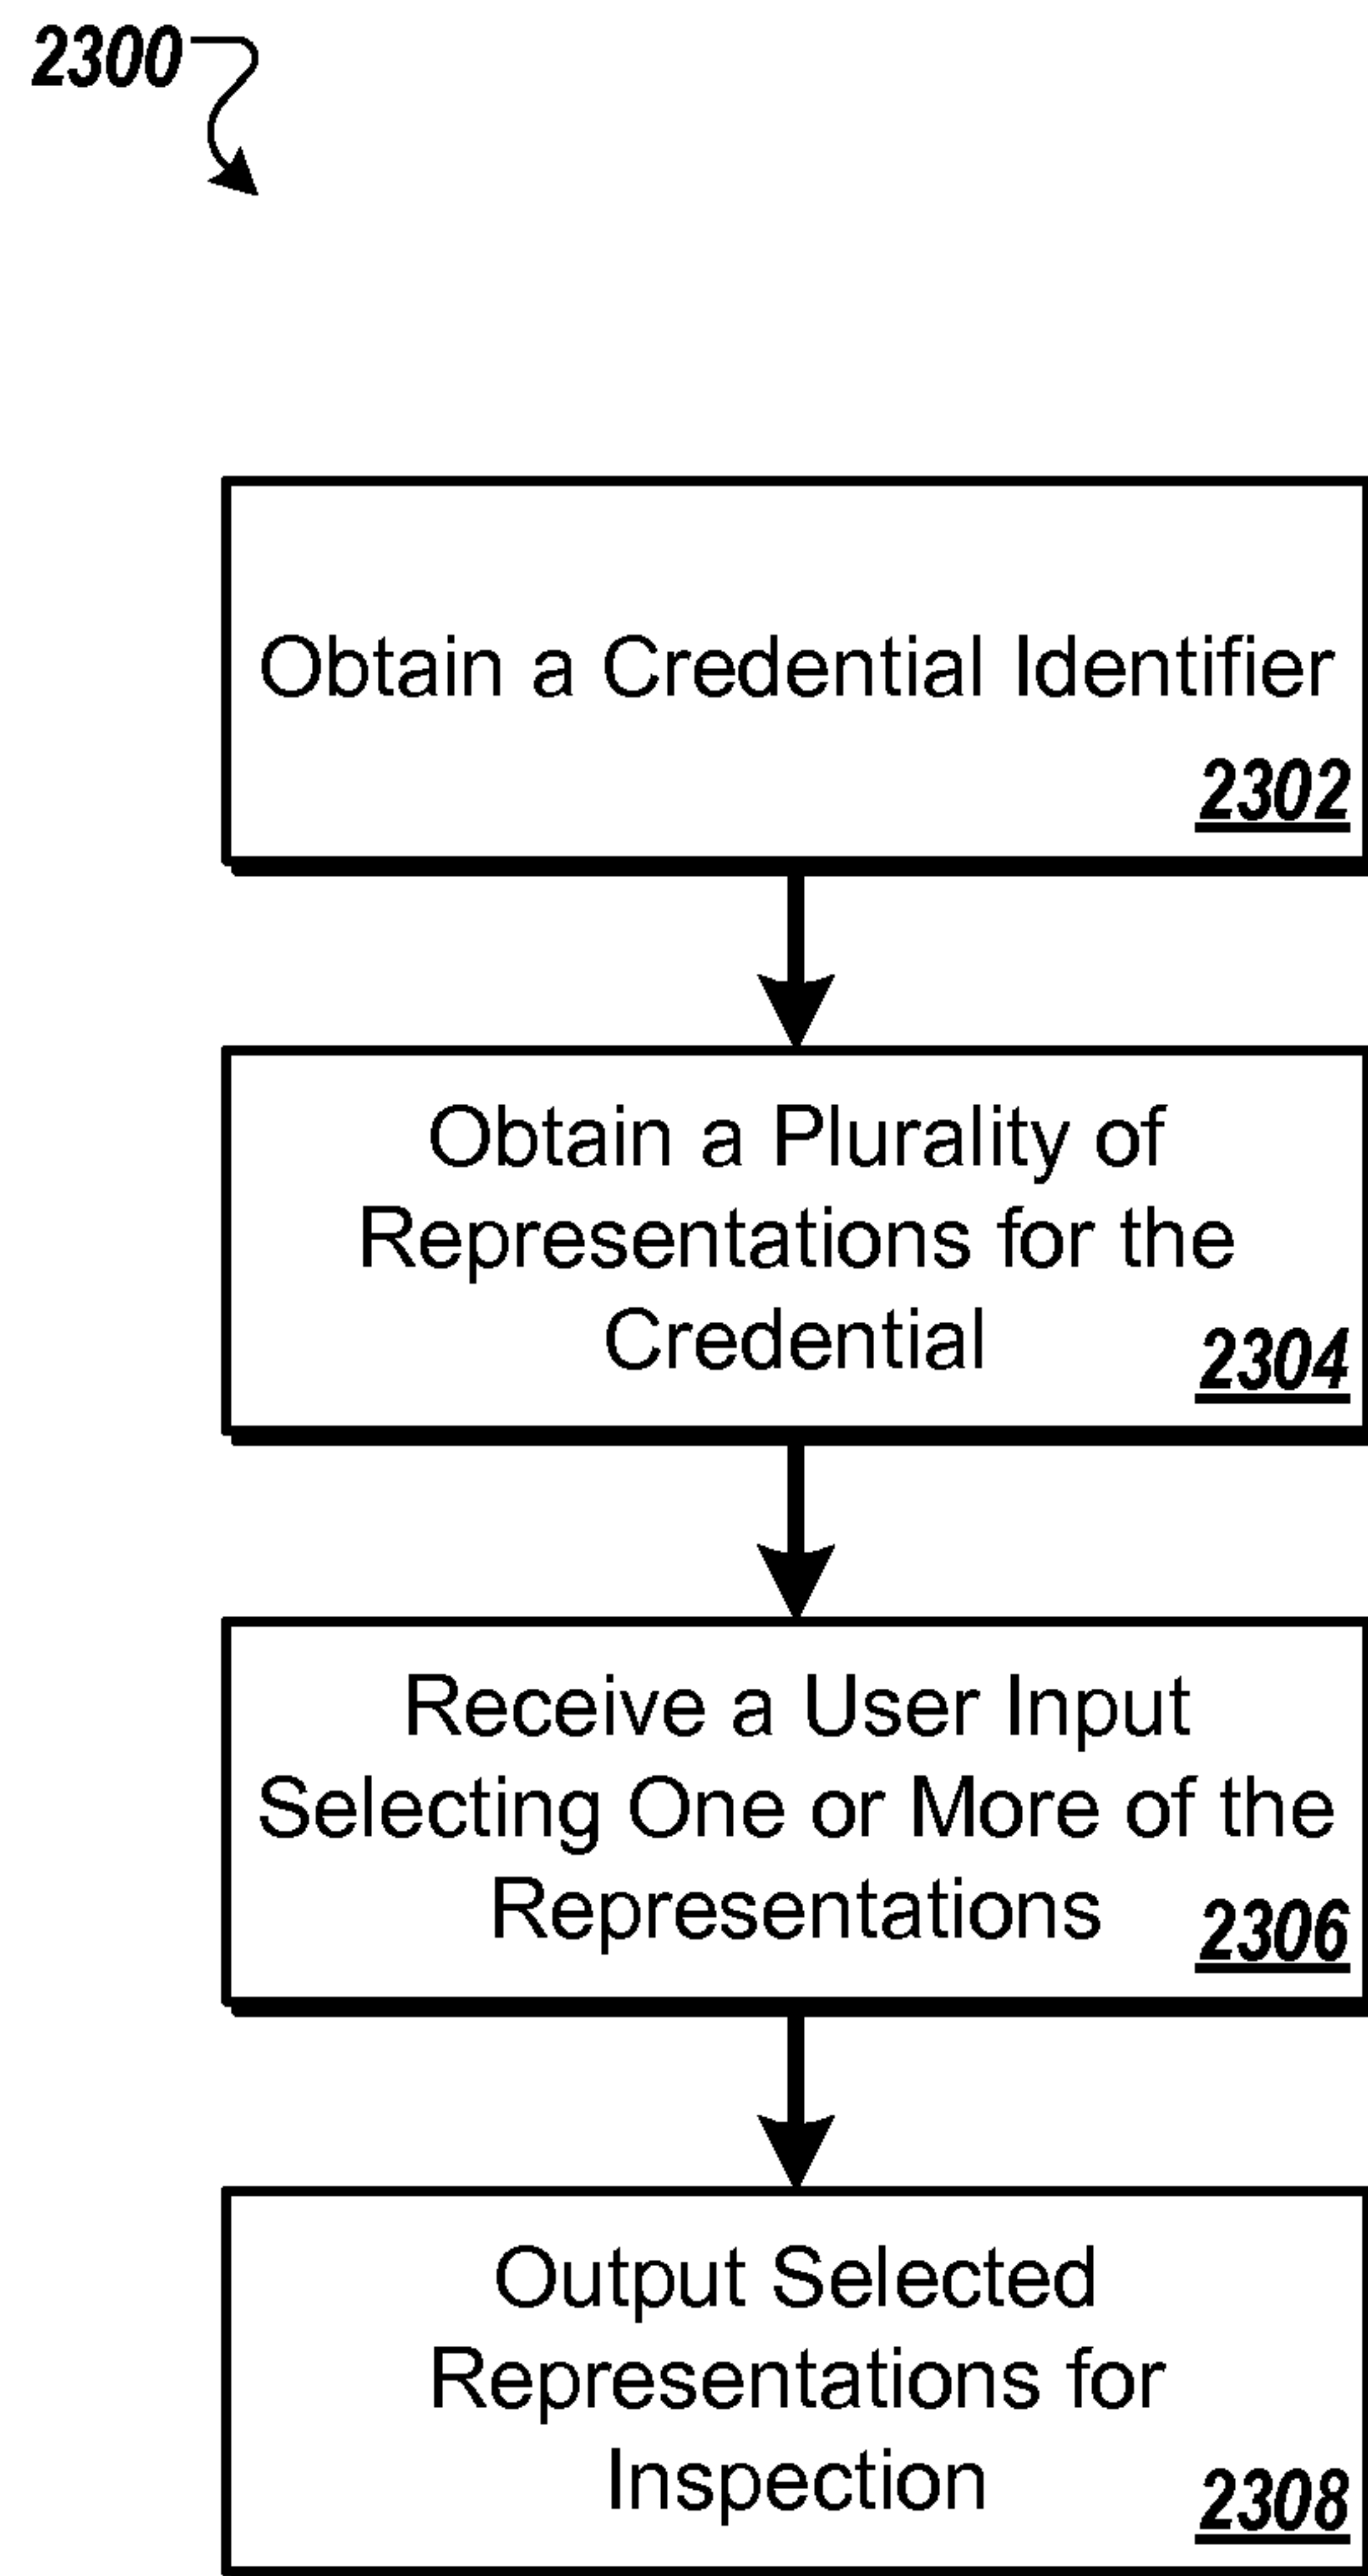 2300
Obtain a Credential Identifier
2302
Obtain a Plurality of
Representations for the
Credential
2304
Receive a User Input
Selecting One or More of the
Representations
2306
Output Selected
Representations for
Inspection
2308